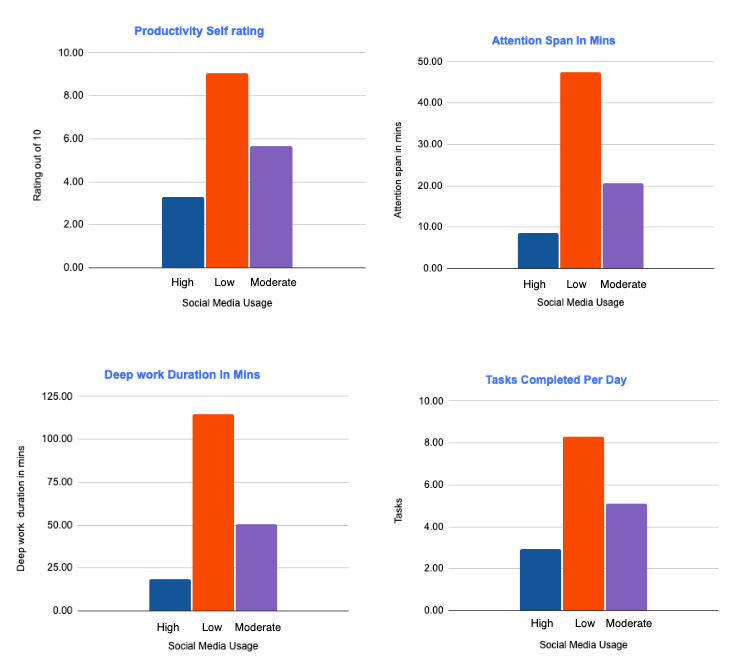 Productivity Self rating
10.00
8.00
6.00
4.00
2.00
0.00
Rating out of 10
High Low Moderate
Social Media Usage
Attention Span In Mins
50.00
40.00
30.00
20.00
10.00
0.00
Attention span in mins
High Low Moderate
Social Media Usage
Deep work Duration In Mins
125.00
100.00
75.00
50.00
25.00
0.00
Deep work duration in mins
High Low Moderate
Social Media Usage
Tasks Completed Per Day
10.00
8.00
6.00
4.00
2.00
0.00
Tasks
High Low Moderate
Social Media Usage